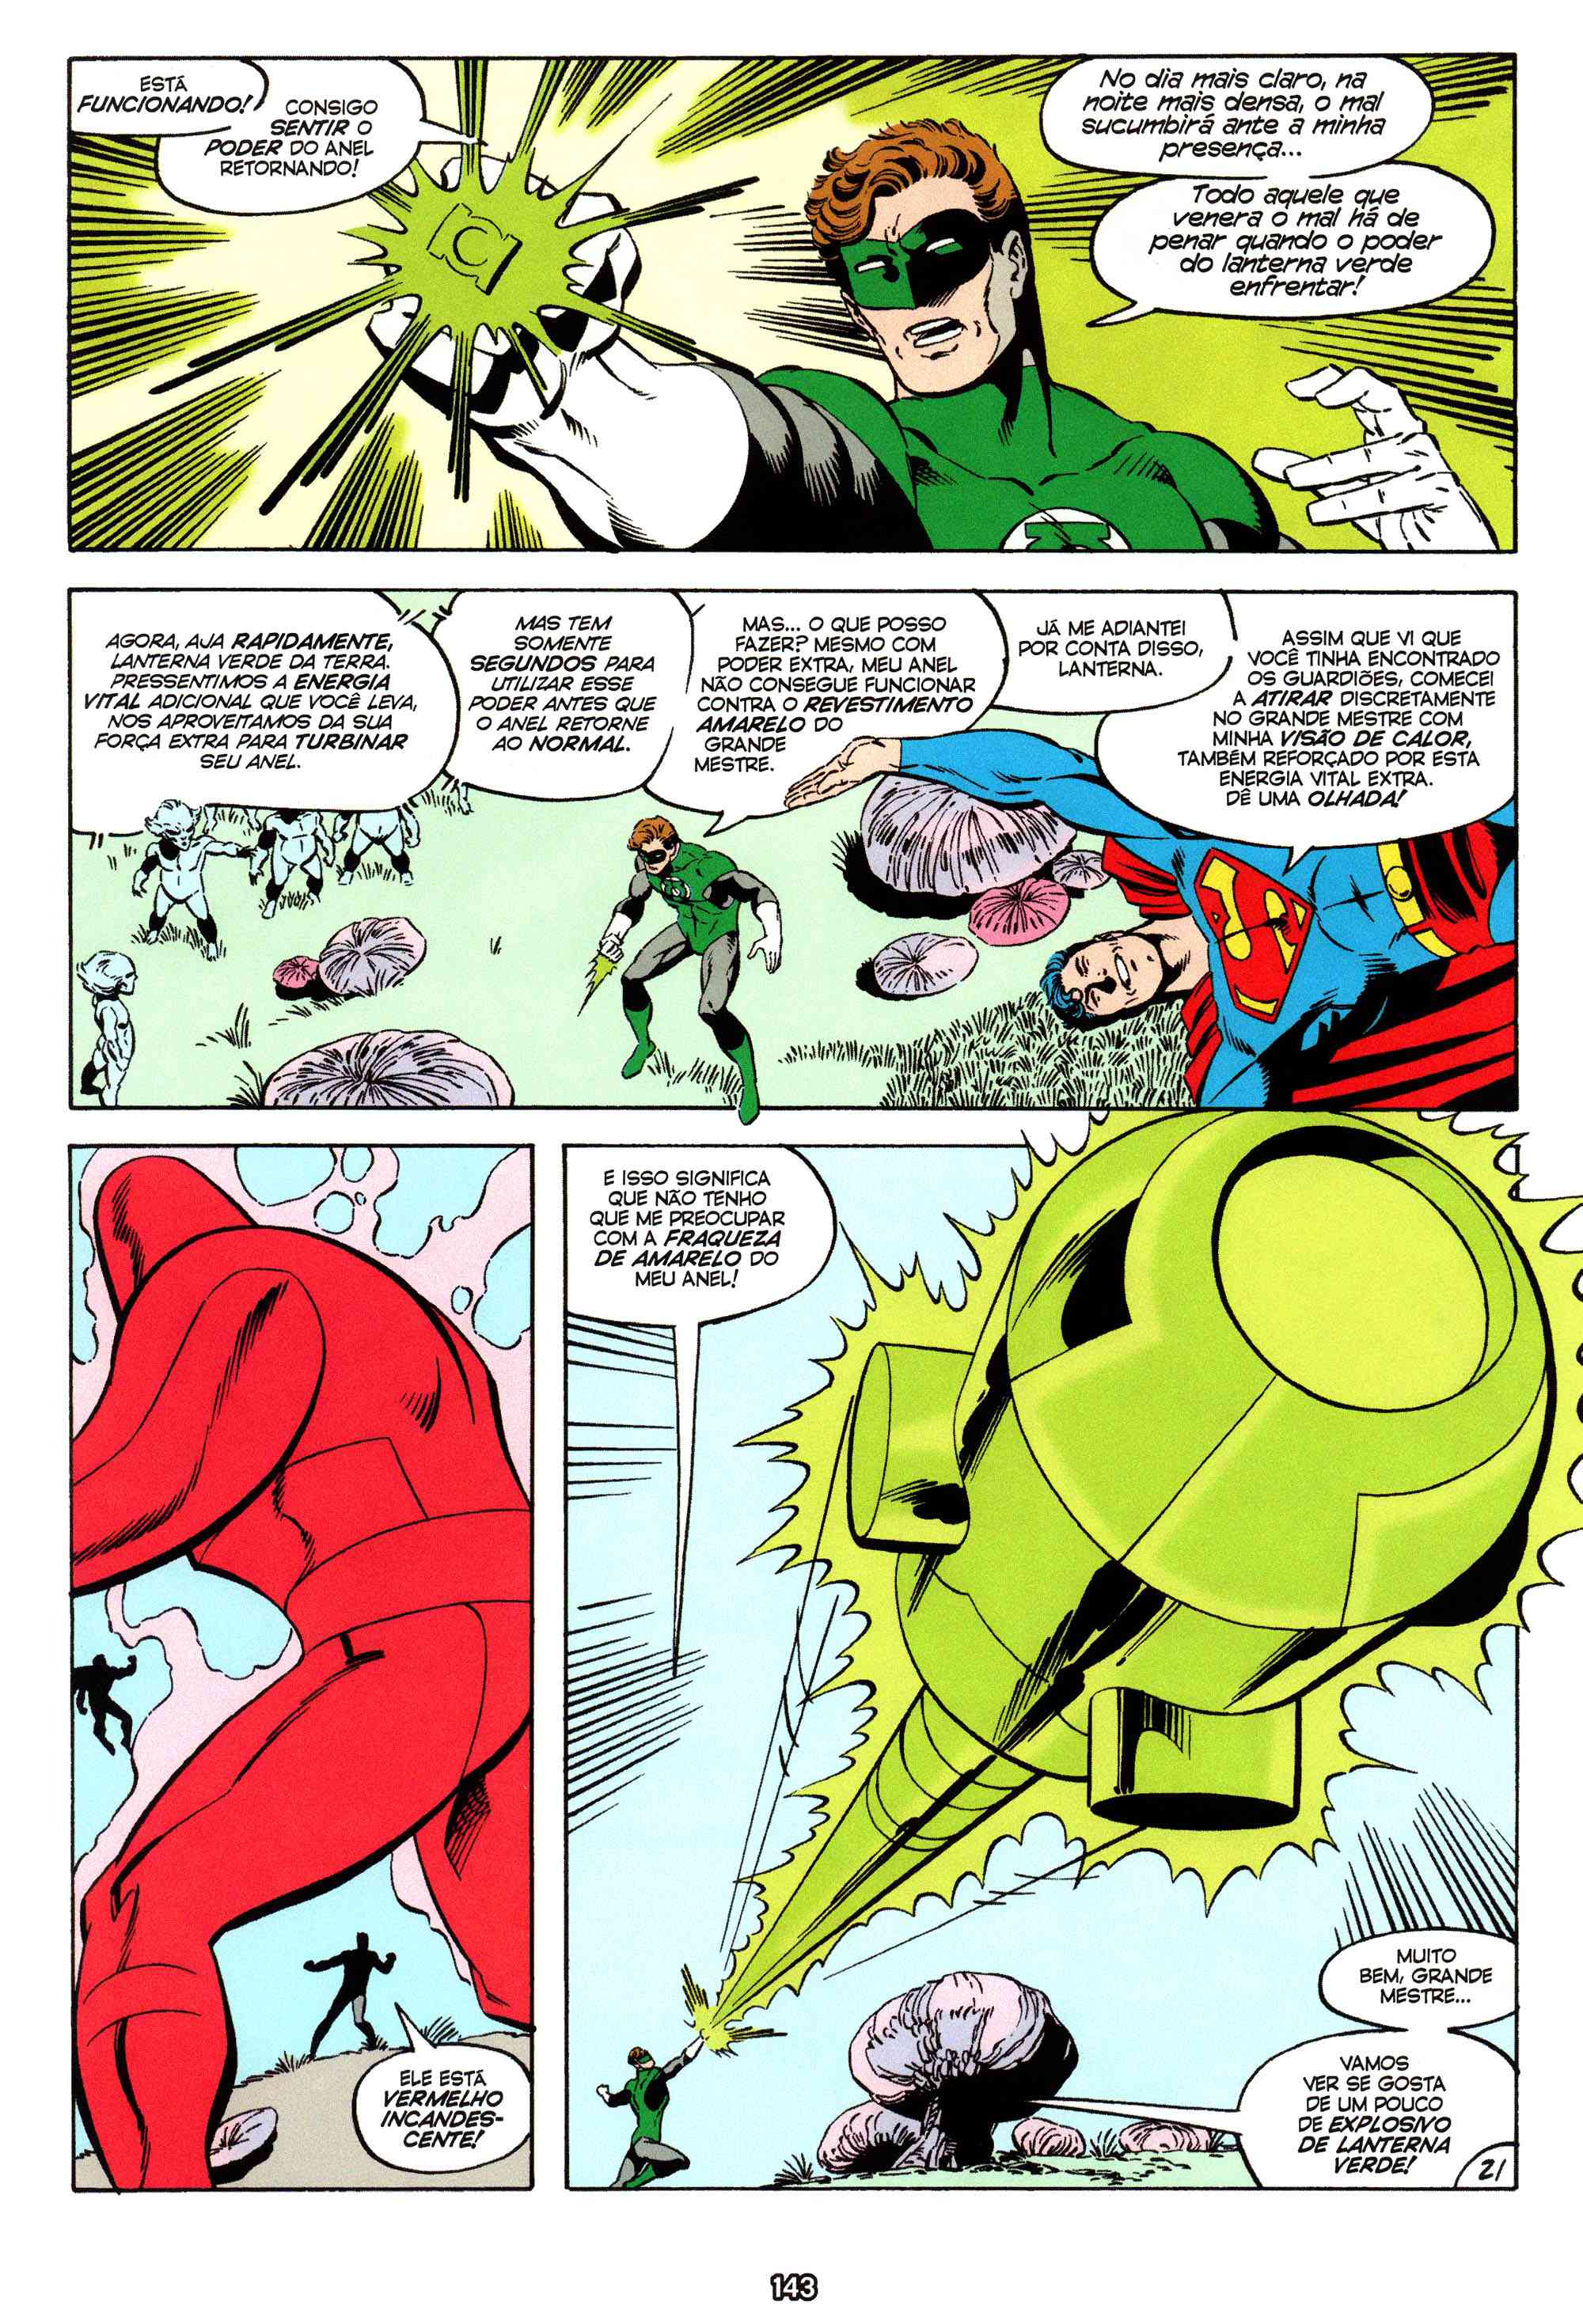 ESTÁ
FUNCIONANDO!
CONSIGO
SENTIR O
PODER DO ANEL
RETORNANDO!
No dia mais claro, na
noite mais densa, o mal
sucumbirá ante a minha
presença...
Todo aquele que
venera o mal há de
penar quando o poder
do lanterna verde
enfrentar!
AGORA, AJA RAPIDAMENTE,
LANTERNA VERDE DA TERRA.
PRESSENTIMOS A ENERGIA
VITAL ADICIONAL QUE VOCÊ LEVA,
NOS APROVEITAMOS DA SUA
FORÇA EXTRA PARA TURBINAR
SEU ANEL.
MAS TEM
SOMENTE
SEGUNDOS PARA
UTILIZAR ESSE
PODER ANTES QUE
O ANEL RETORNE
AO NORMAL.
MAS... O QUE POSSO
FAZER? MESMO COM
PODER EXTRA, MEU ANEL
NÃO CONSEGUE FUNCIONAR
CONTRA O REVESTIMENTO
AMARELO DO
GRANDE
MESTRE.
JÁ ME ADIANTEI
POR CONTA DISSO,
LANTERNA.
ASSIM QUE VI QUE
VOCÊ TINHA ENCONTRADO
OS GUARDIÕES, COMECEI
A ATIRAR DISCRETAMENTE
NO GRANDE MESTRE COM
MINHA VISÃO DE CALOR,
TAMBÉM REFORÇADO POR ESTA
ENERGIA VITAL EXTRA.
DÊ UMA OLHADA!
ELE ESTÁ
VERMELHO
INCANDES-
CENTE!
E ISSO SIGNIFICA
QUE NÃO TENHO
QUE ME PREOCUPAR
COM A FRAQUEZA
DE AMARELO DO
MEU ANEL!
MUITO
BEM, GRANDE
MESTRE...
VAMOS
VER SE GOSTA
DE UM POUCO
DE EXPLOSIVO
DE LANTERNA
VERDE!
21
143